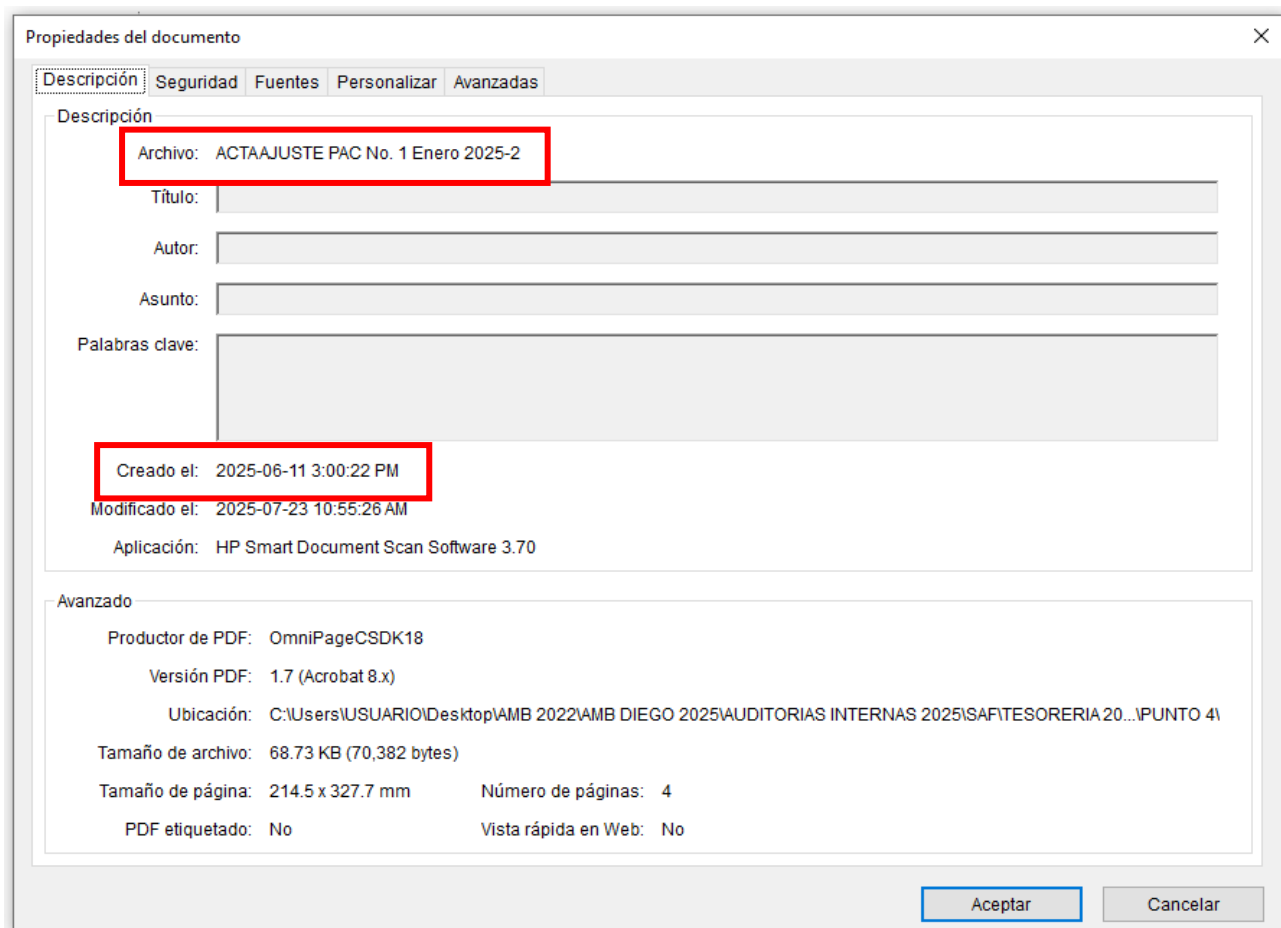 Propiedades del documento
Descripción Seguridad Fuentes Personalizar Avanzadas
Descripción
Archivo: ACTAAJUSTE PAC No. 1 Enero 2025-2
Título:
Autor:
Asunto:
Palabras clave:
Creado el: 2025-06-11 3:00:22 PM
Modificado el: 2025-07-23 10:55:26 AM
Aplicación: HP Smart Document Scan Software 3.70
Avanzado
Productor de PDF: OmniPageCSDK18
Versión PDF: 1.7 (Acrobat 8.x)
Ubicación: C:\Users\USUARIO\Desktop\AMB 2022\AMB DIEGO 2025\AUDITORIAS INTERNAS 2025\SAF\TESORERIA 20...\PUNTO 4\
Tamaño de archivo: 68.73 KB (70,382 bytes)
Tamaño de página: 214.5 x 327.7 mm Número de páginas: 4
PDF etiquetado: No Vista rápida en Web: No
Aceptar Cancelar